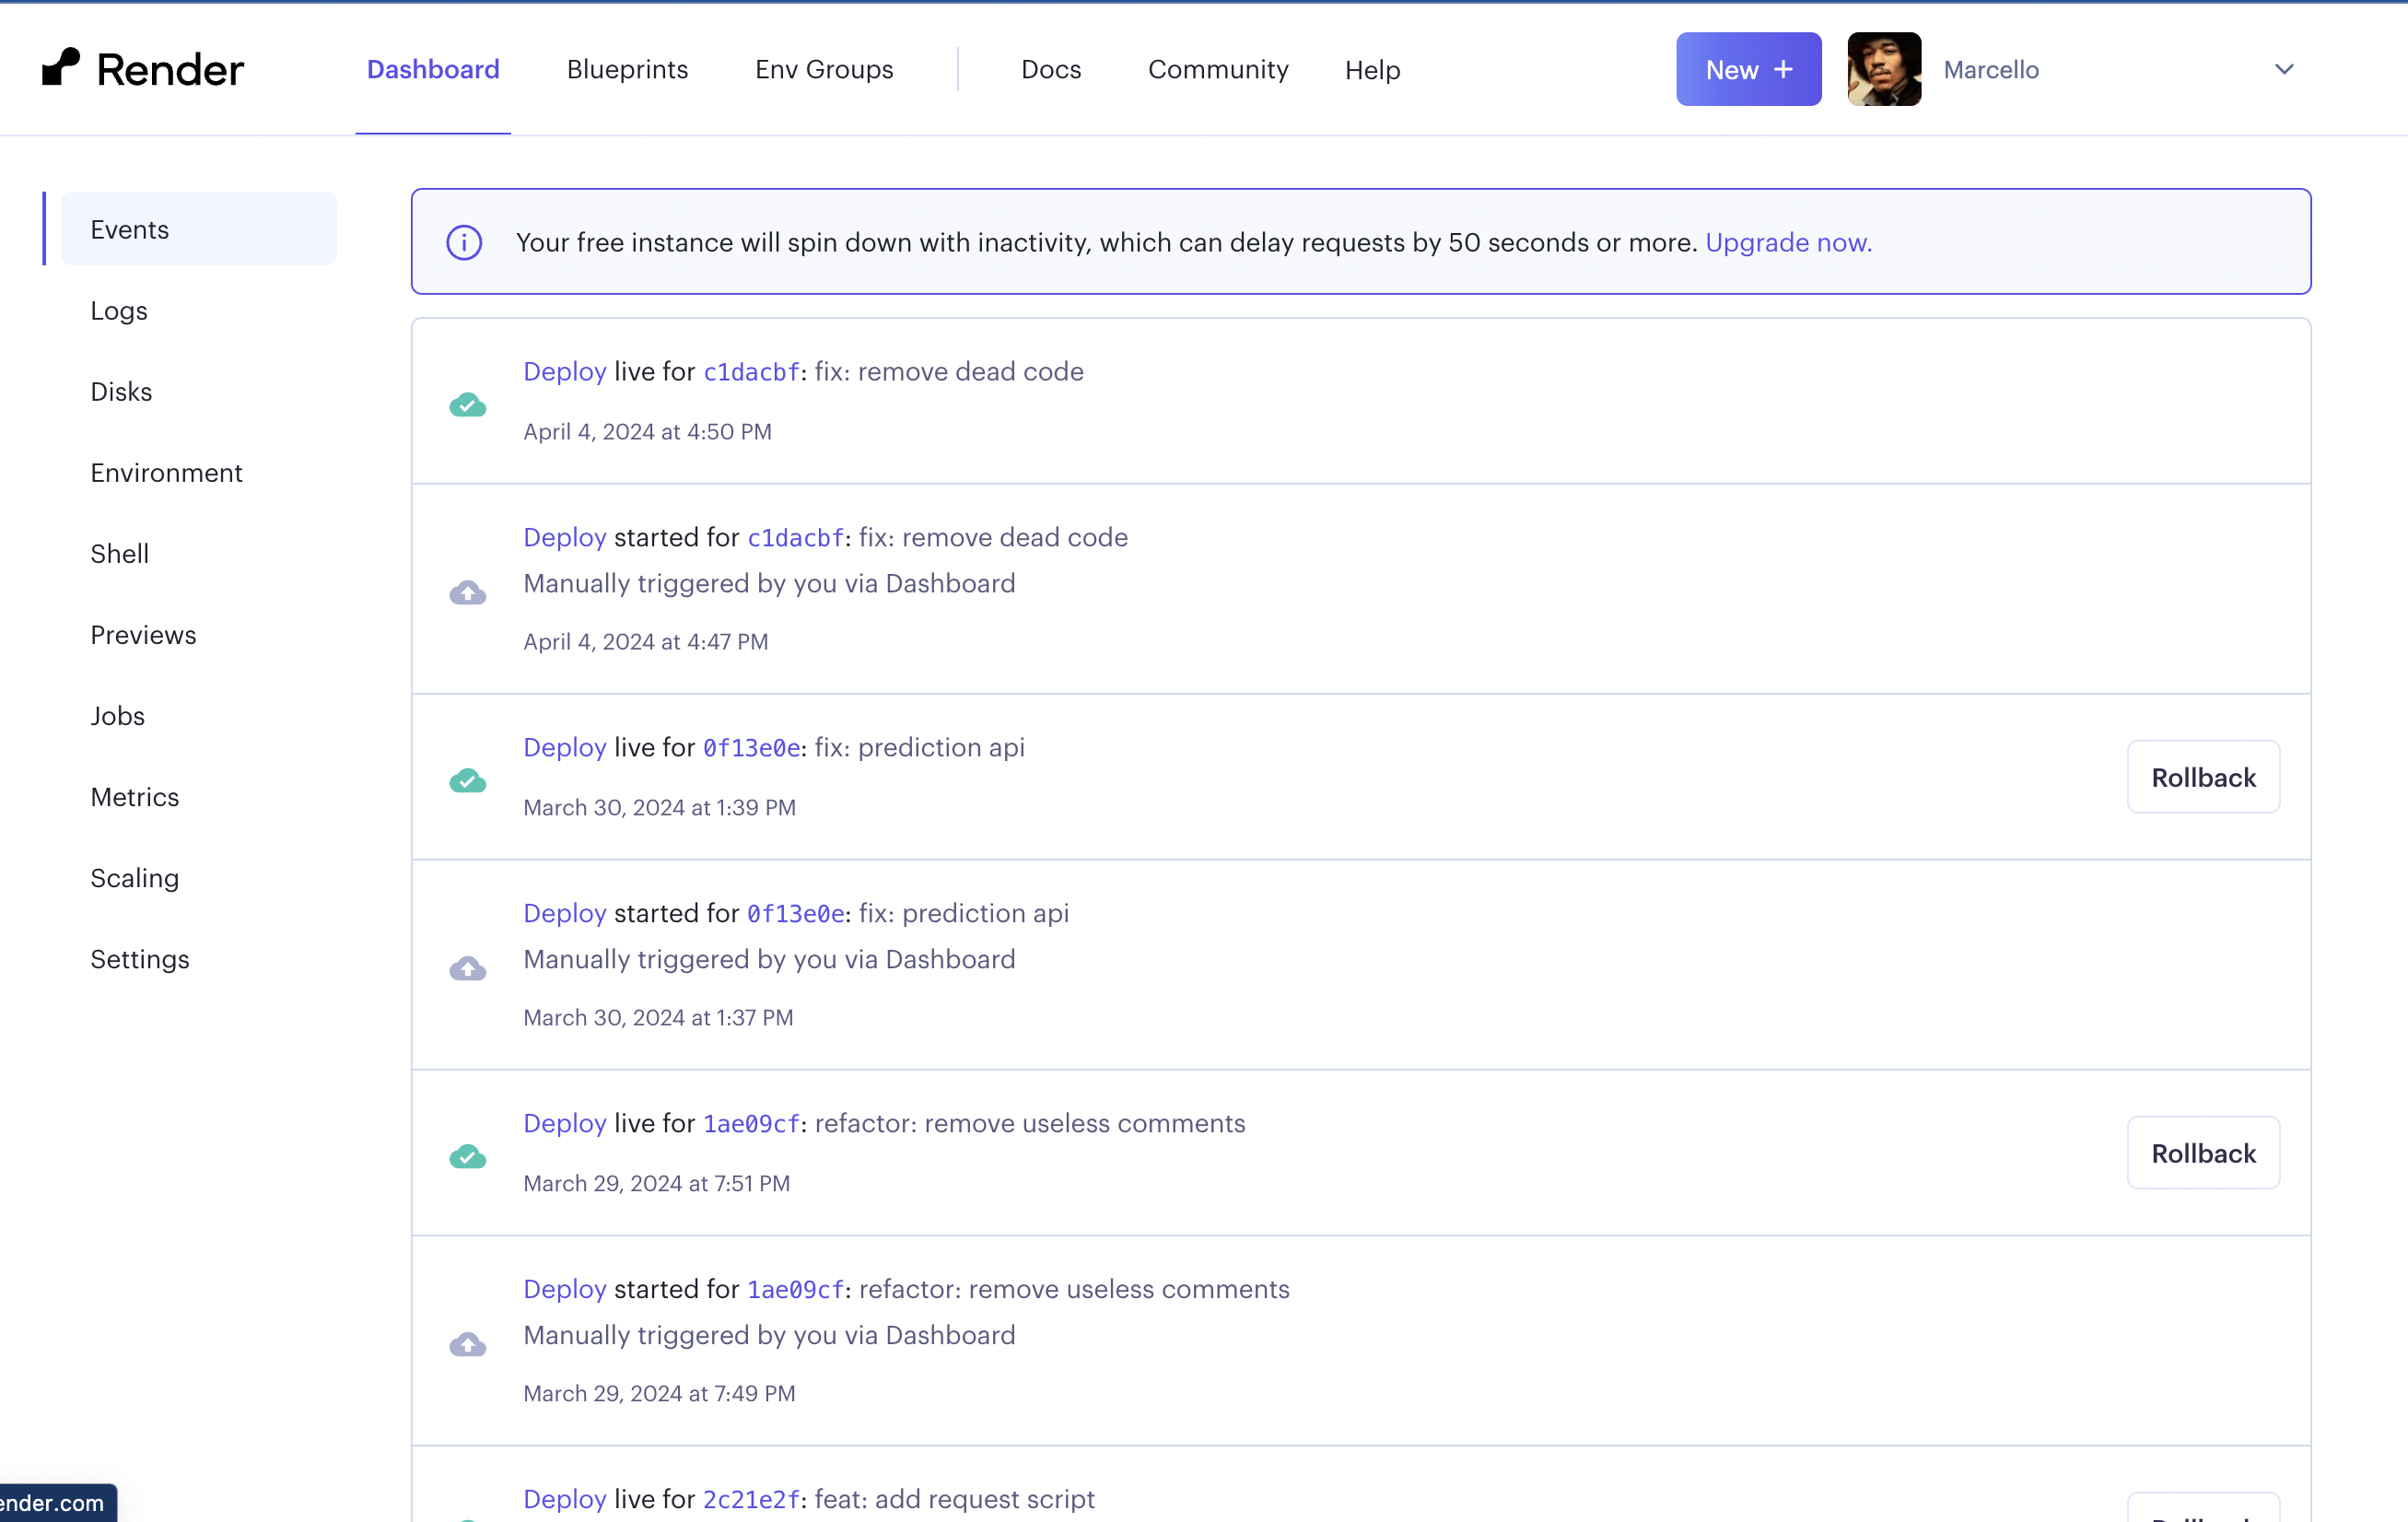 Render
Dashboard
Blueprints
Env Groups
Docs
Community
Help
New +
Marcello
Events
Logs
Disks
Environment
Shell
Previews
Jobs
Metrics
Scaling
Settings
Your free instance will spin down with inactivity, which can delay requests by 50 seconds or more. Upgrade now.
Deploy live for c1dacbf: fix: remove dead code
April 4, 2024 at 4:50 PM
Deploy started for c1dacbf: fix: remove dead code
Manually triggered by you via Dashboard
April 4, 2024 at 4:47 PM
Deploy live for 0f13e0e: fix: prediction api
March 30, 2024 at 1:39 PM
Rollback
Deploy started for 0f13e0e: fix: prediction api
Manually triggered by you via Dashboard
March 30, 2024 at 1:37 PM
Deploy live for 1ae09cf: refactor: remove useless comments
March 29, 2024 at 7:51 PM
Rollback
Deploy started for 1ae09cf: refactor: remove useless comments
Manually triggered by you via Dashboard
March 29, 2024 at 7:49 PM
Deploy live for 2c21e2f: feat: add request script
ender.com